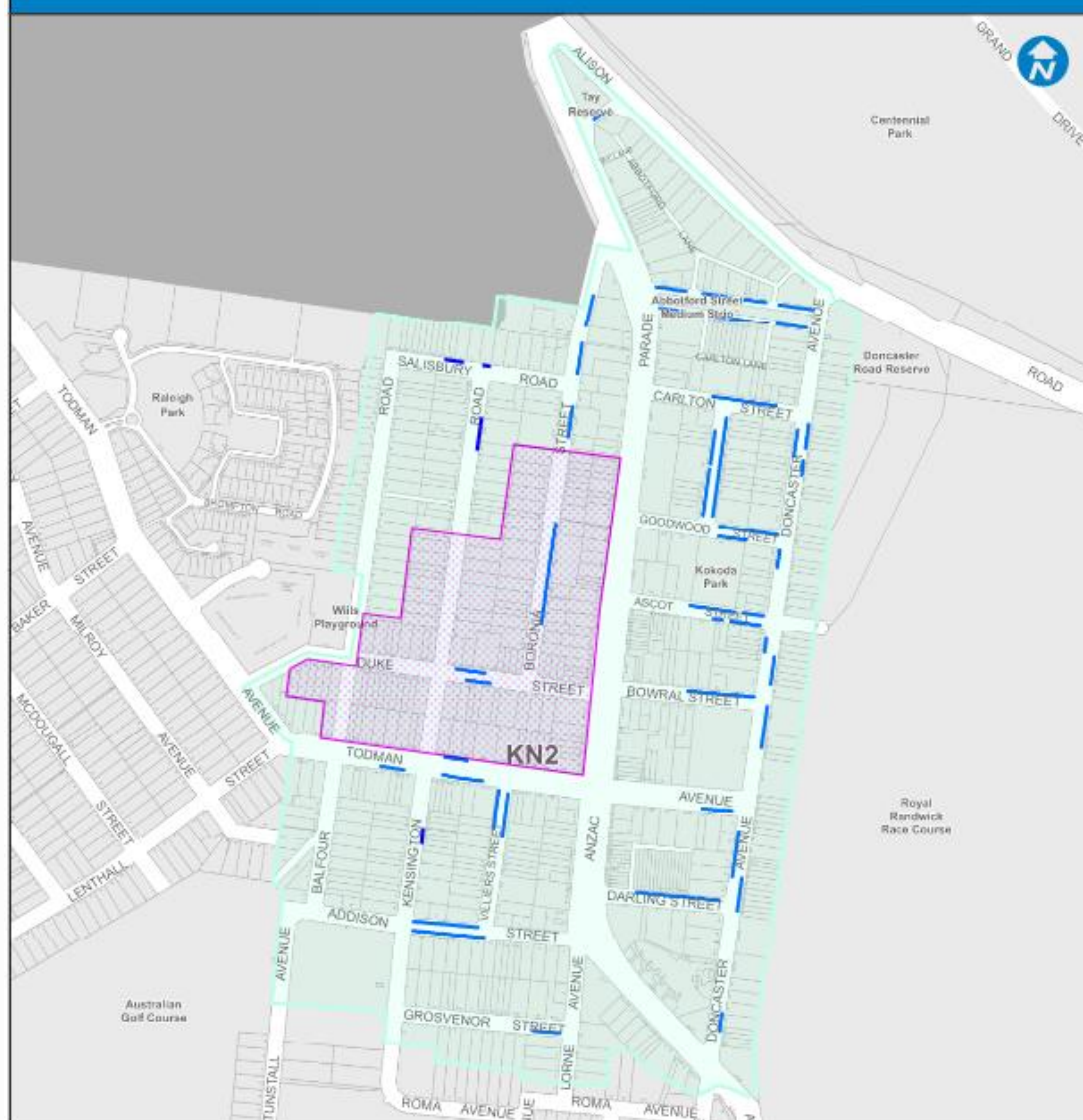 GRAND
DRIVE
N
ALISON
Tay
Reserve
Centennial
Park
ABBOTFORD
LANE
Abbotford Street
Medium Strip
PARADE
AVENUE
CARLTON LANE
Doncaster
Road Reserve
ROAD
SALISBURY
ROAD
ROAD
ROAD
STREET
CARLTON
STREET
TODMAN
Raleigh
Park
BROMPTON ROAD
DONCASTER
GOODWOOD
STREET
AVENUE
STREET
BAKER
MILROY
Kokoda
Park
ASCOT
STREET
Wills
Playground
BORONIA
DUKE
STREET
BOWRAL STREET
AVENUE
MCDOUGALL
STREET
AVENUE
STREET
TODMAN
KN2
AVENUE
Royal
Randwick
Race Course
LENTHALL
BALFOUR
KENSINGTON
VILLIERS STREET
ANZAC
AVENUE
DARLING STREET
ADDISON
STREET
AVENUE
AVENUE
DONCASTER
Australian
Golf Course
GROSVENOR
STREET
LORNE
TUNSTALL
ROMA
AVENUE
ROMA
AVENUE